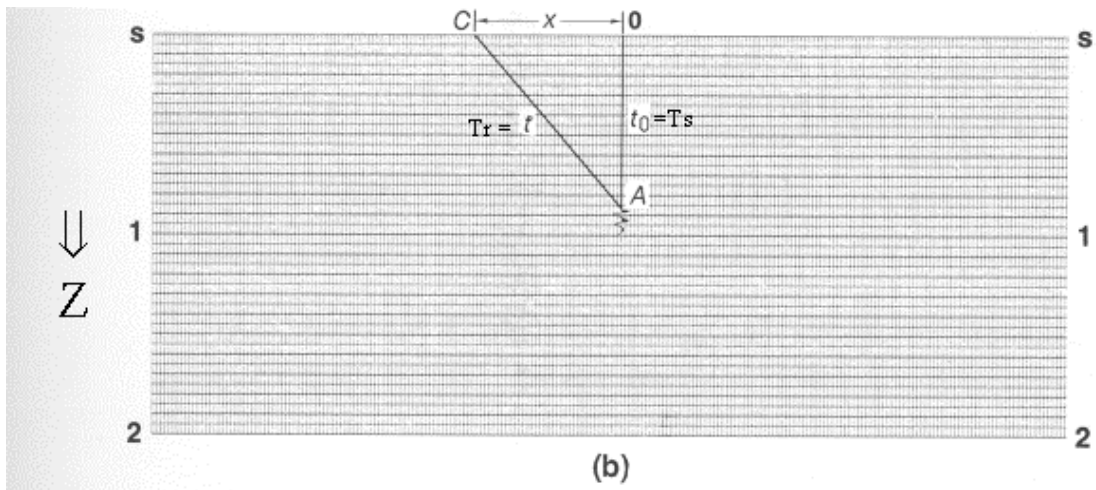 C x 0
s s
Tr = t t₀ =Ts
A
1 1
⇓
Z
2 2
(b)